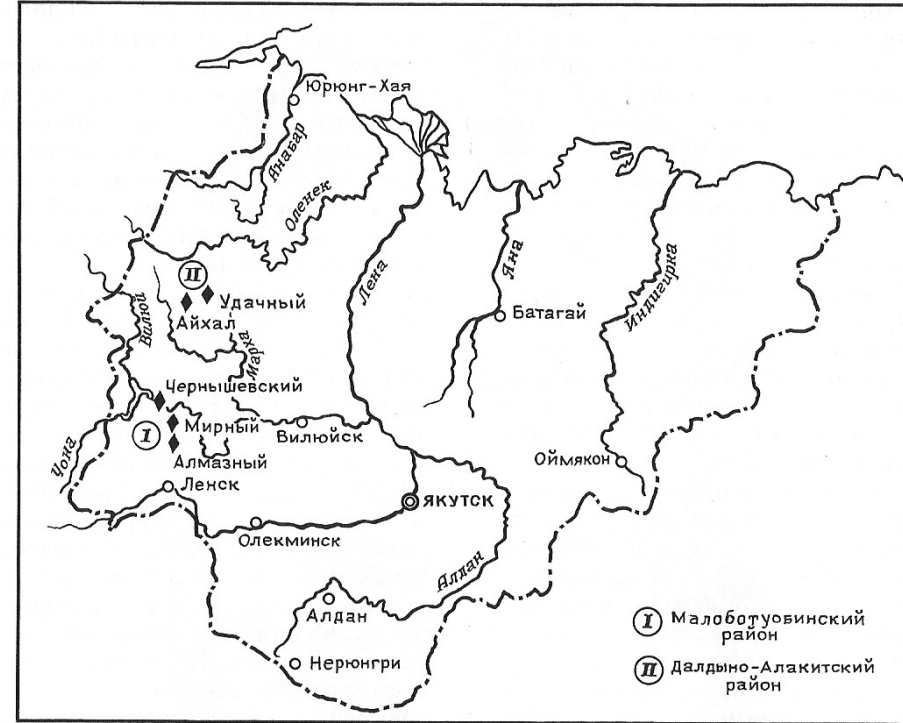 Юрюнг-Хая
Анабар
Оленек
Лена
Яна
Индигирка
II
Удачный
Айхал
Батагай
Вилюй
Марха
Чернышевский
Мирный
I
Вилюйск
Чона
Алмазный
Ленск
Оймякон
ЯКУТСК
Олекминск
Алдан
Алдан
Нерюнгри
I Малоботуобинский
район
II Далдыно-Алакитский
район